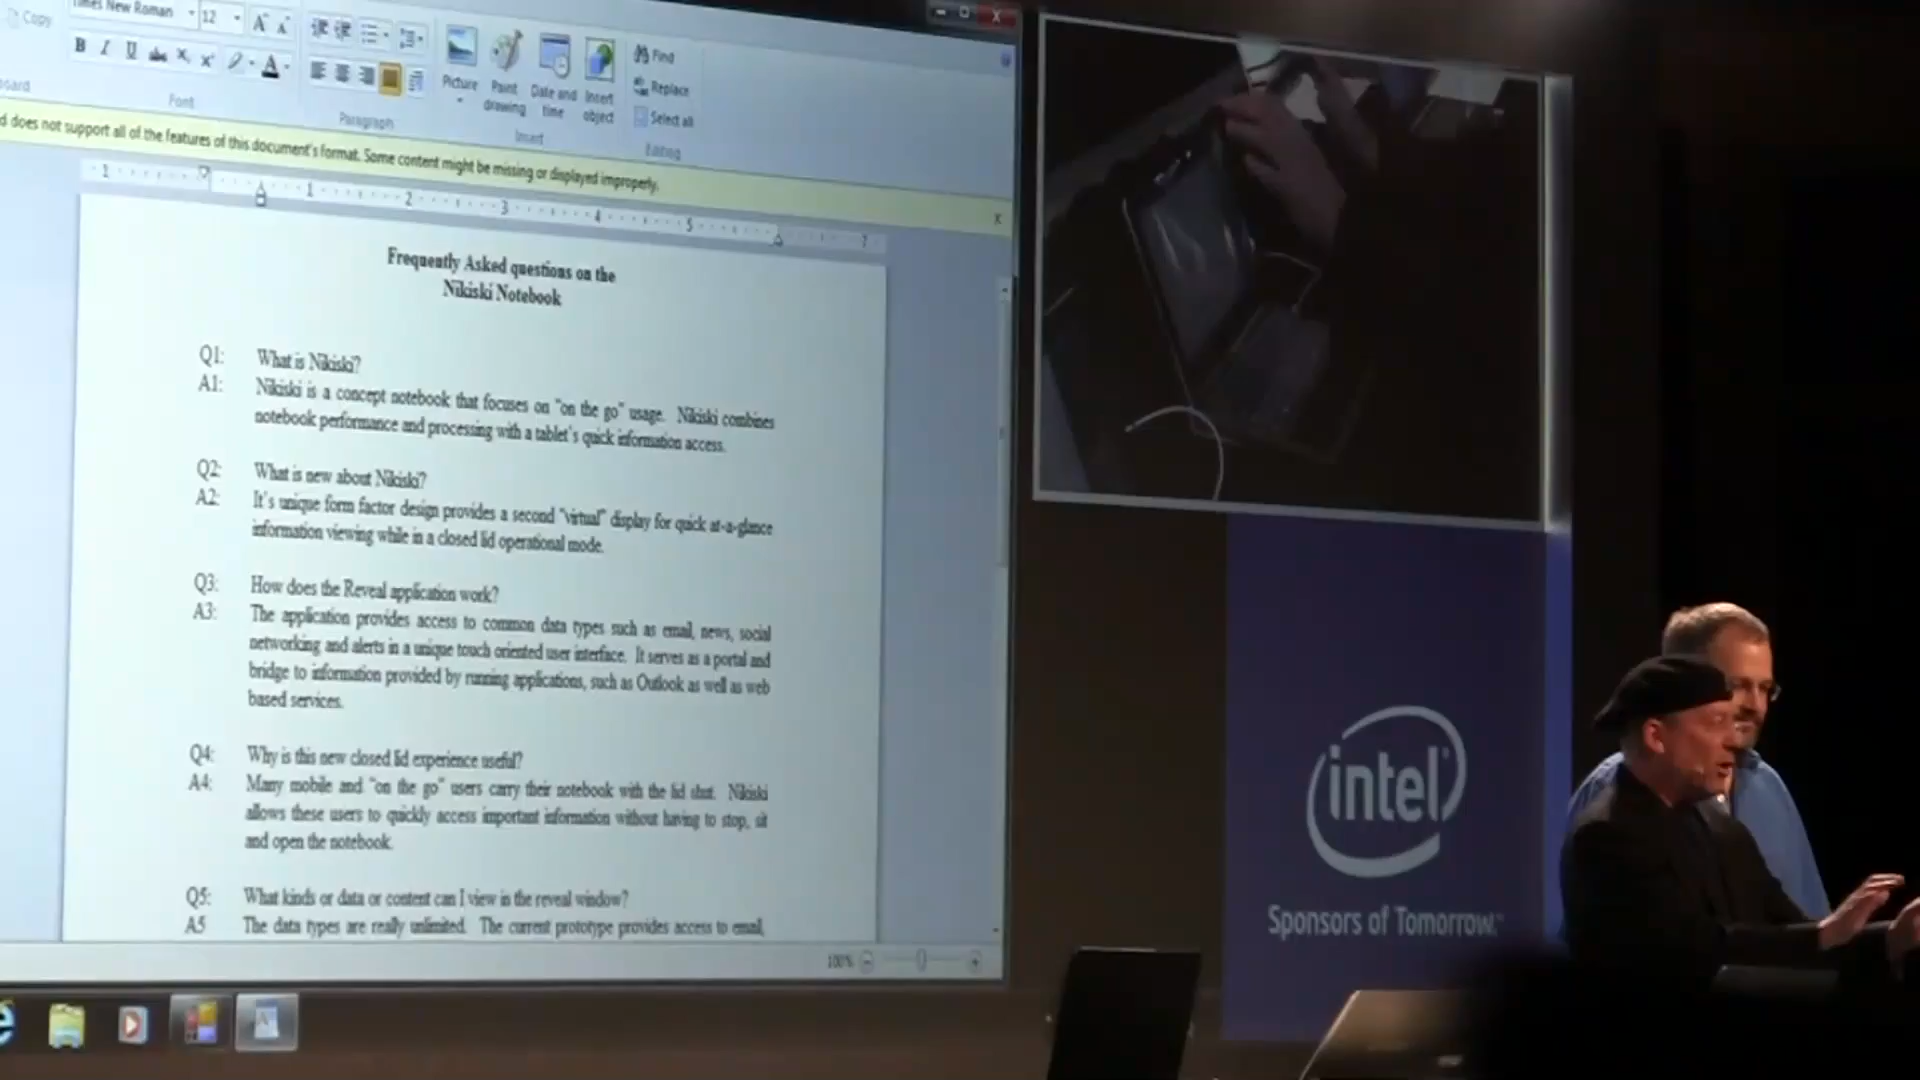 Copy
Times New Roman
12
B I U abc X₂ X²
A
Font
Paragraph
Picture
Paint
drawing
Date and
time
Insert
object
Insert
Find
Replace
Select all
Editing
d does not support all of the features of this document's format. Some content might be missing or displayed improperly.
x
1 1 2 3 4 5 7
Frequently Asked questions on the
Nikiski Notebook
Q1: What is Nikiski?
A1: Nikiski is a concept notebook that focuses on "on the go" usage. Nikiski combines
notebook performance and processing with a tablet's quick information access.
Q2: What is new about Nikiski?
A2: It's unique form factor design provides a second "virtual" display for quick at-a-glance
information viewing while in a closed lid operational mode.
Q3: How does the Reveal application work?
A3: The application provides access to common data types such as email, news, social
networking and alerts in a unique touch oriented user interface. It serves as a portal and
bridge to information provided by running applications, such as Outlook as well as web
based services.
Q4: Why is this new closed lid experience useful?
A4: Many mobile and "on the go" users carry their notebook with the lid shut. Nikiski
allows these users to quickly access important information without having to stop, sit
and open the notebook.
Q5: What kinds or data or content can I view in the reveal window?
A5 The data types are really unlimited. The current prototype provides access to email,
100%
intel
Sponsors of Tomorrow.™